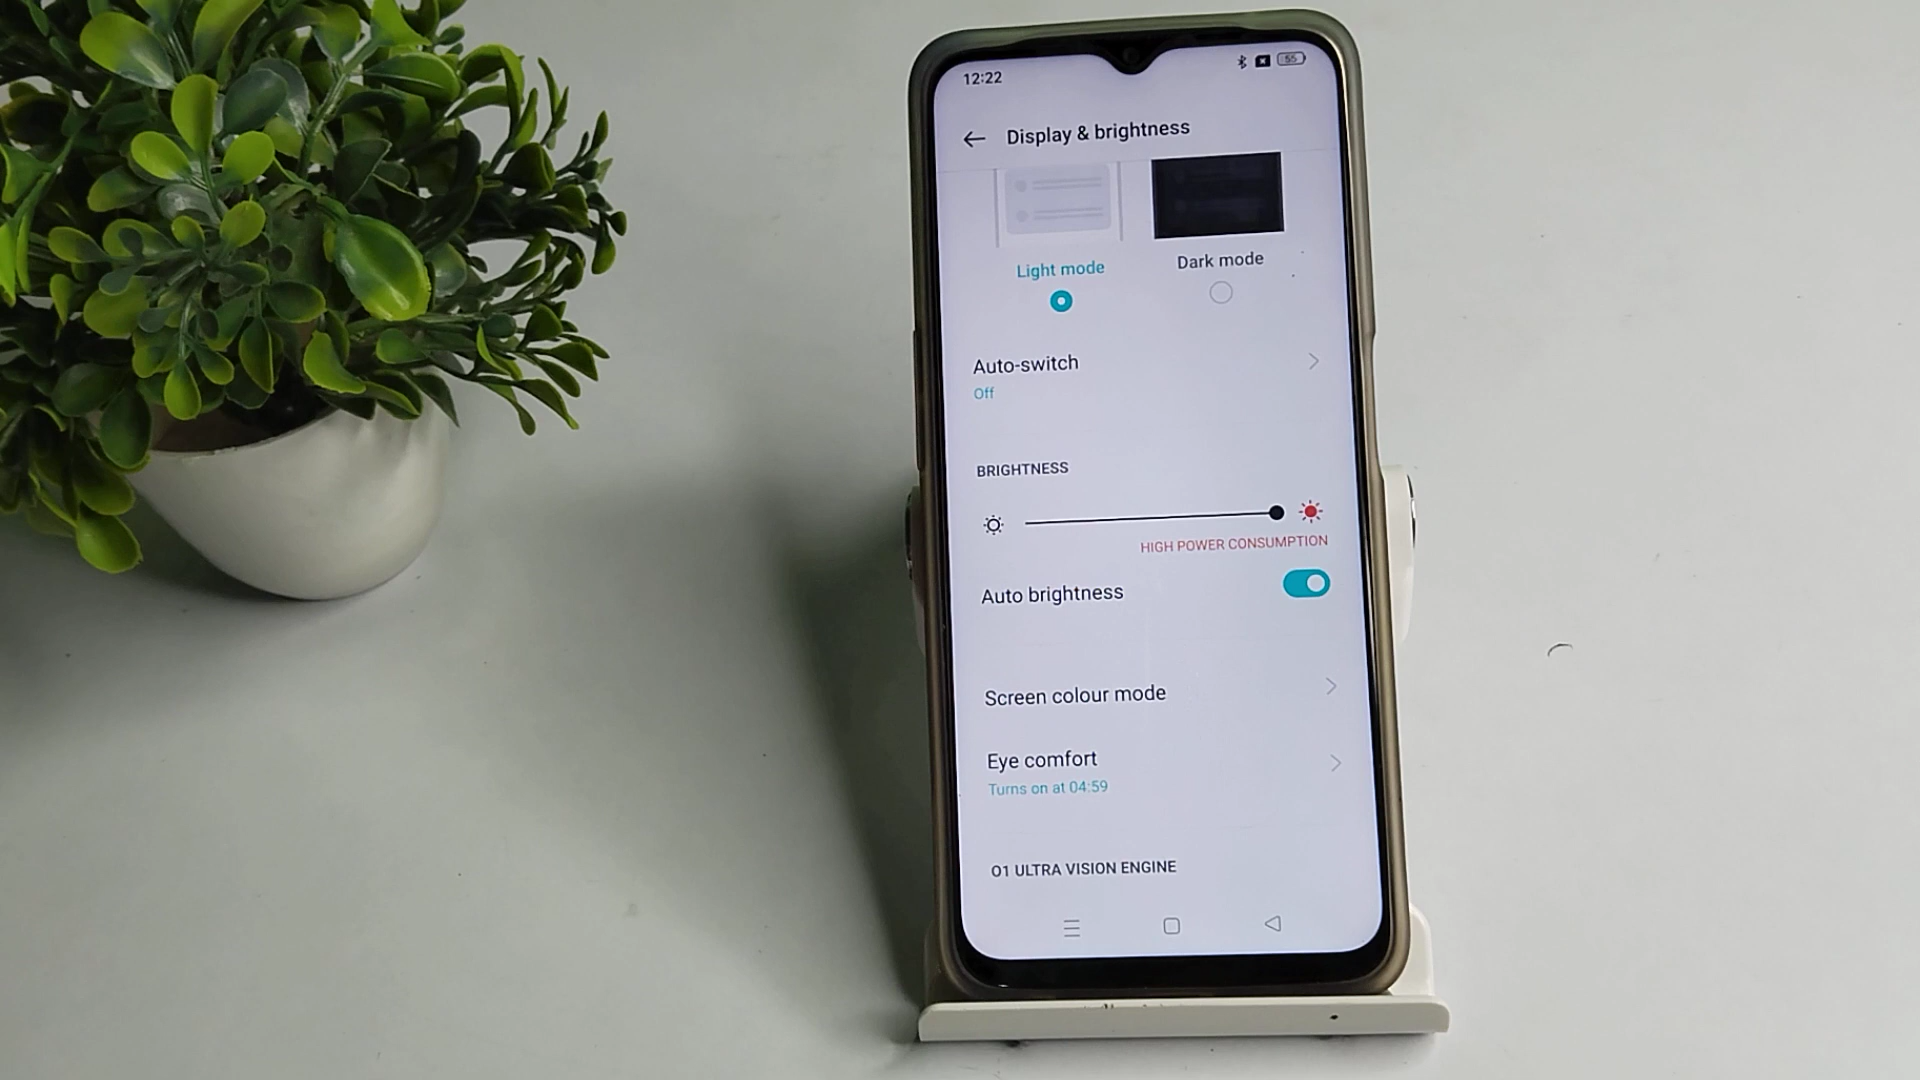 12:22
55
Display & brightness
Light mode
Dark mode
Auto-switch
Off
BRIGHTNESS
HIGH POWER CONSUMPTION
Auto brightness
Screen colour mode
Eye comfort
Turns on at 04:59
O1 ULTRA VISION ENGINE